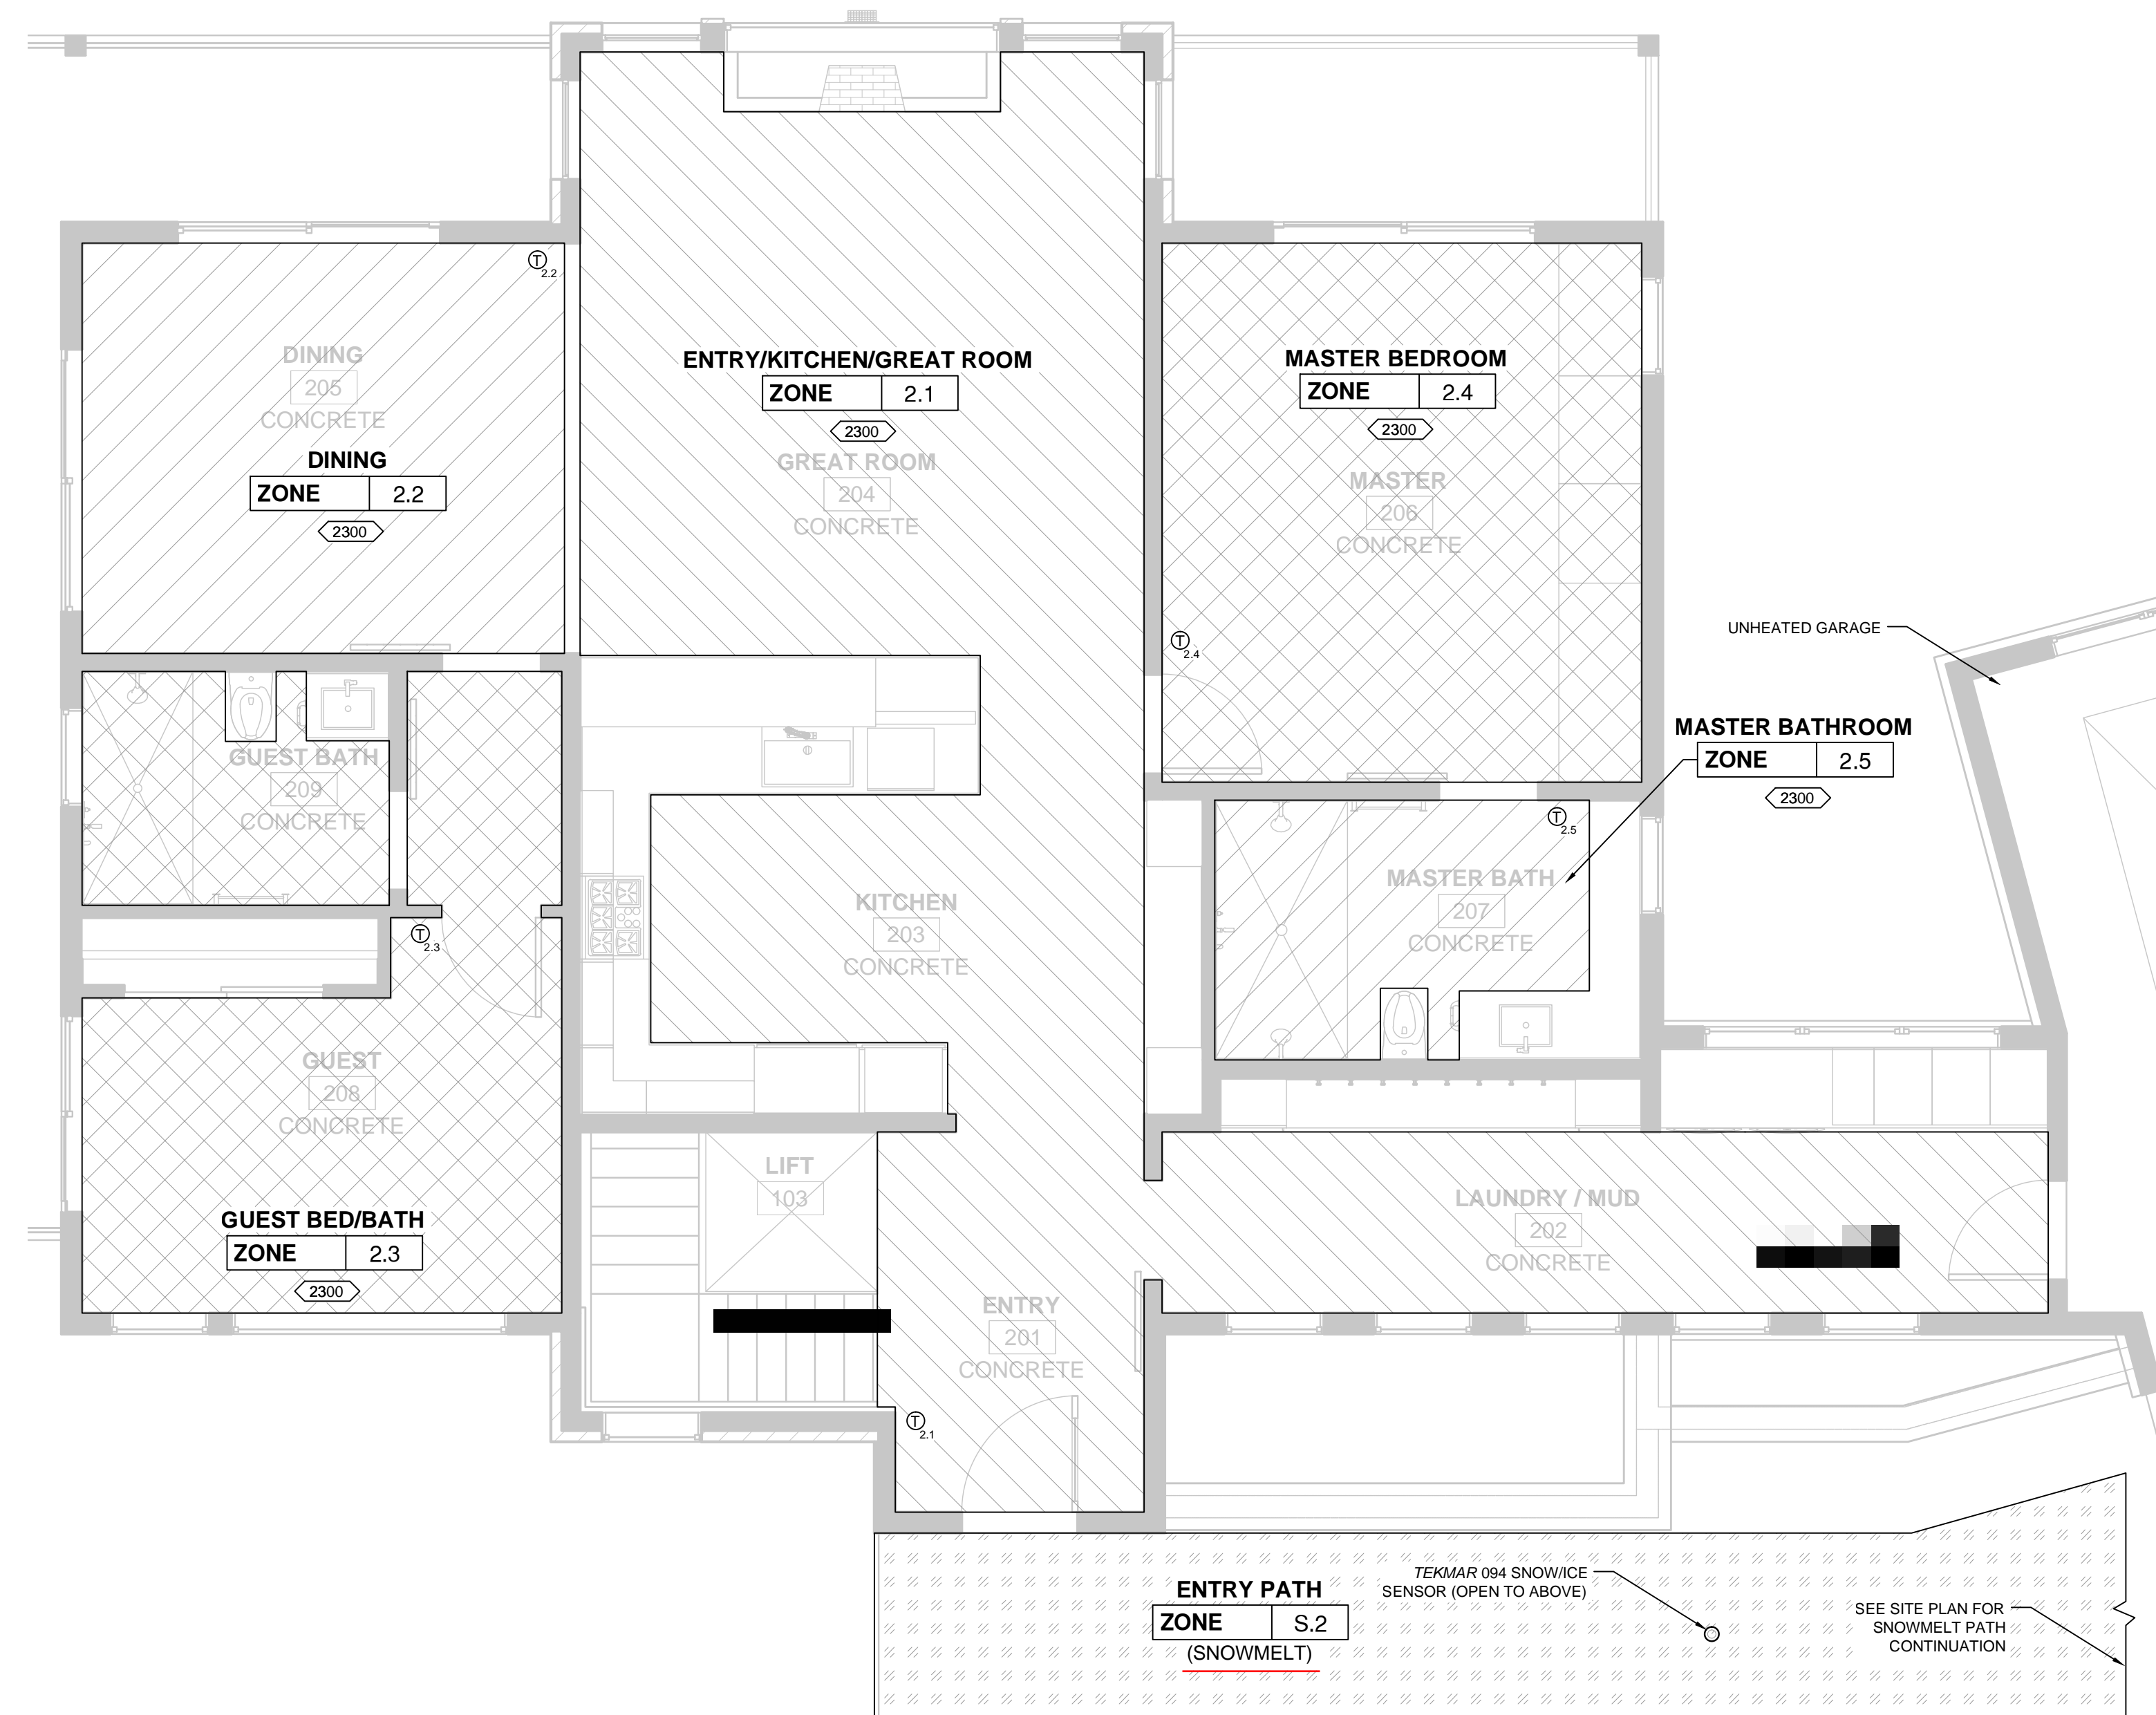 T
2.2
DINING
205
CONCRETE
DINING
ZONE 2.2
2300
ENTRY/KITCHEN/GREAT ROOM
ZONE 2.1
2300
GREAT ROOM
204
CONCRETE
MASTER BEDROOM
ZONE 2.4
2300
MASTER
206
CONCRETE
T
2.4
UNHEATED GARAGE
MASTER BATHROOM
ZONE 2.5
2300
GUEST BATH
209
CONCRETE
T
2.3
KITCHEN
203
CONCRETE
T
2.5
MASTER BATH
207
CONCRETE
GUEST
208
CONCRETE
GUEST BED/BATH
ZONE 2.3
2300
LIFT
103
LAUNDRY / MUD
202
CONCRETE
ENTRY
201
CONCRETE
T
2.1
ENTRY PATH
ZONE S.2
(SNOWMELT)
TEKMAR 094 SNOW/ICE
SENSOR (OPEN TO ABOVE)
SEE SITE PLAN FOR
SNOWMELT PATH
CONTINUATION